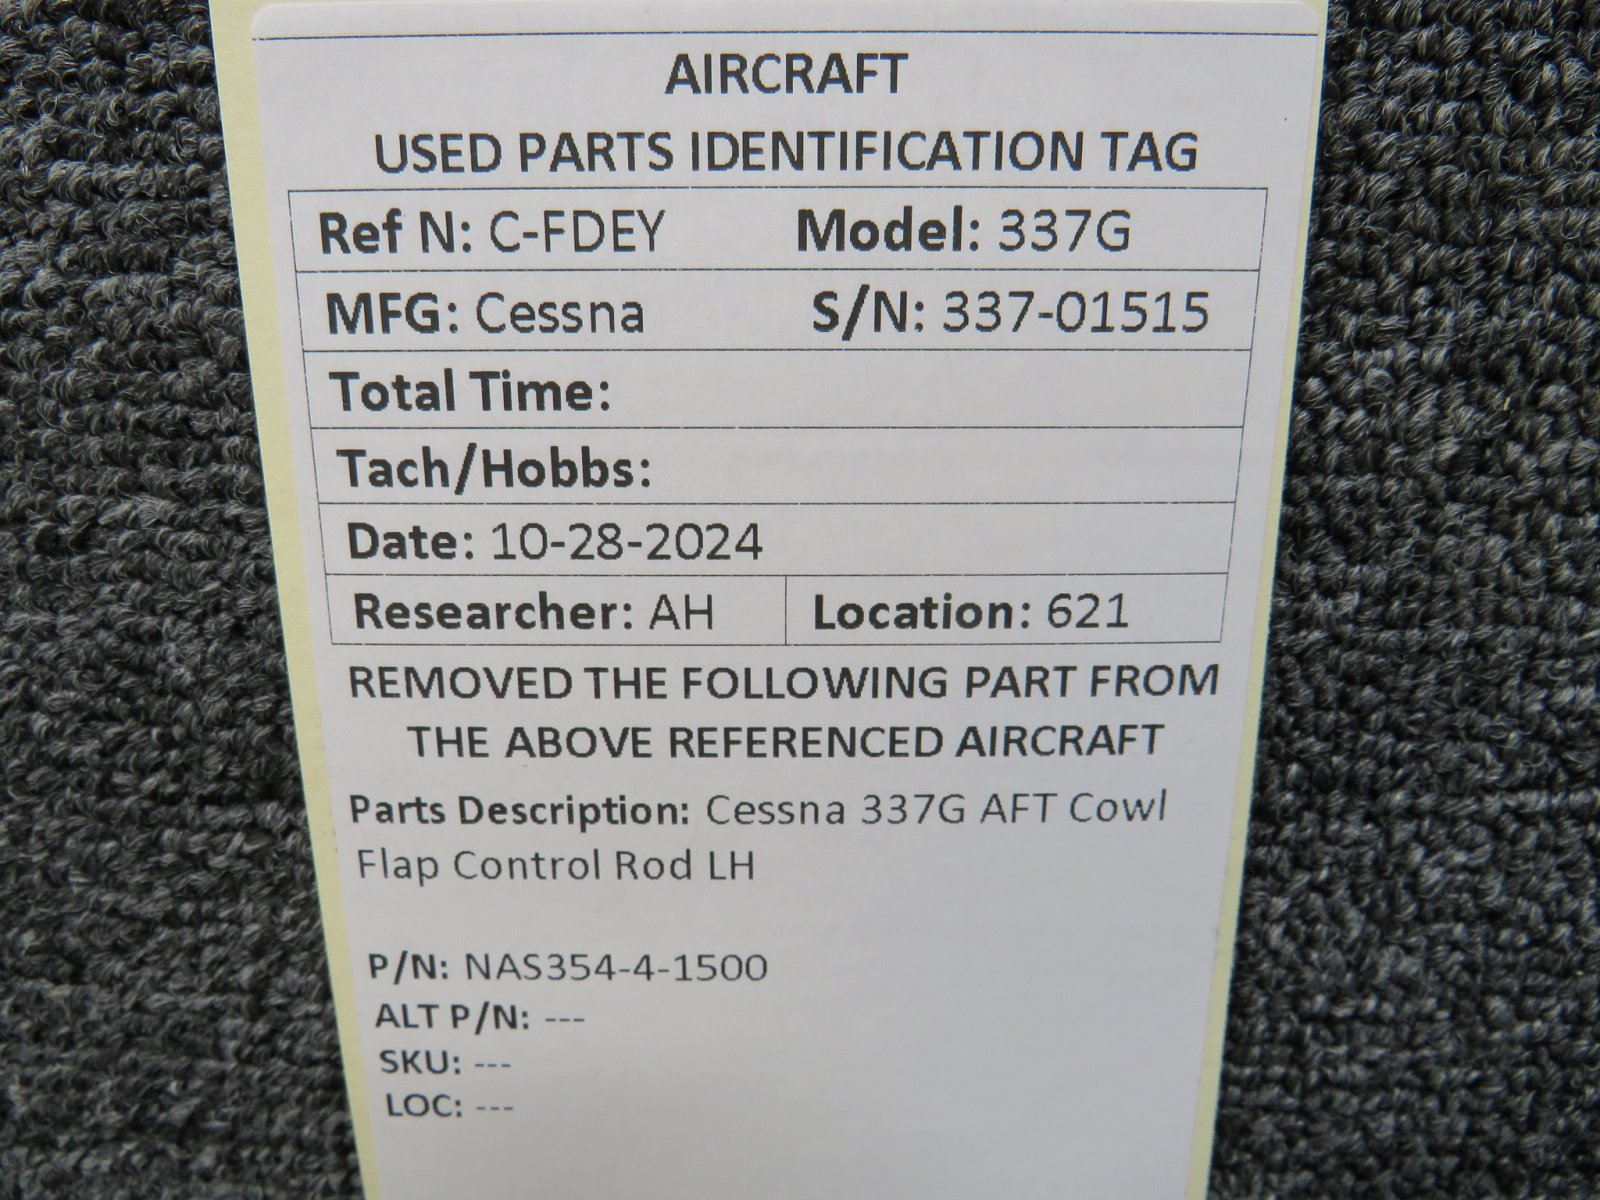 AIRCRAFT
USED PARTS IDENTIFICATION TAG
Ref N: C-FDEY Model: 337G
MFG: Cessna S/N: 337-01515
Total Time:
Tach/Hobbs:
Date: 10-28-2024
Researcher: AH Location: 621
REMOVED THE FOLLOWING PART FROM
THE ABOVE REFERENCED AIRCRAFT
Parts Description: Cessna 337G AFT Cowl
Flap Control Rod LH
P/N: NAS354-4-1500
ALT P/N: ---
SKU: ---
LOC: ---